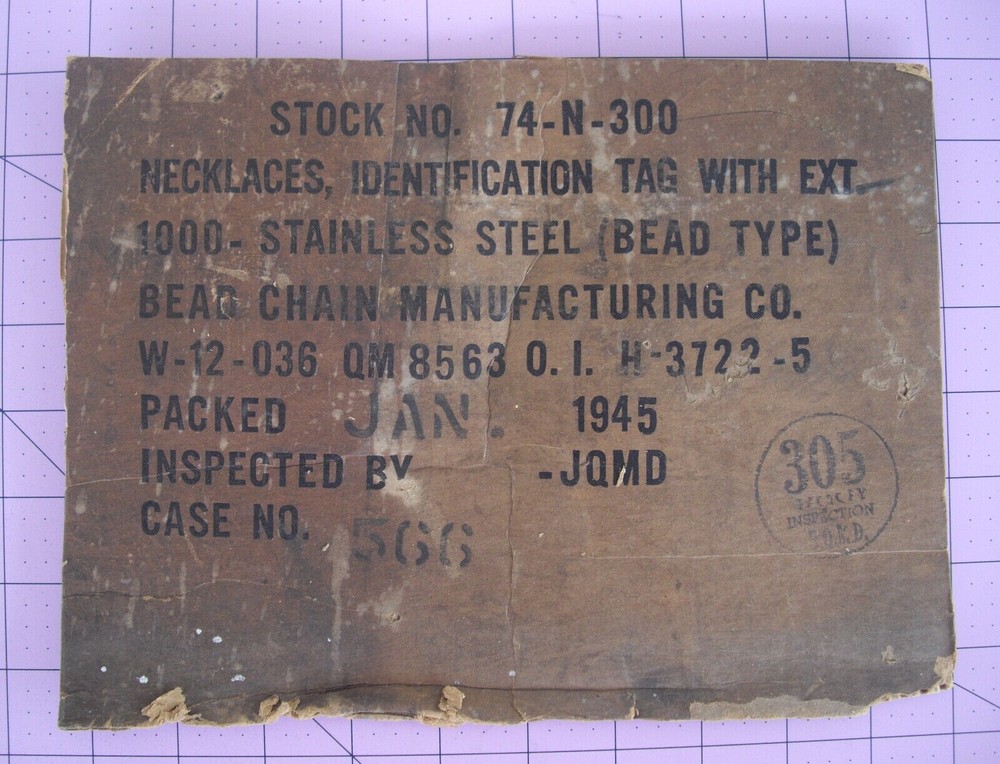 STOCK NO. 74-N-300
NECKLACES, IDENTIFICATION TAG WITH EXT.
1000- STAINLESS STEEL (BEAD TYPE)
BEAD CHAIN MANUFACTURING CO.
W-12-036 QM 8563 O. I. H-3722-5
PACKED JAN. 1945
INSPECTED BY -JQMD
CASE NO. 566
305
INSPECTION